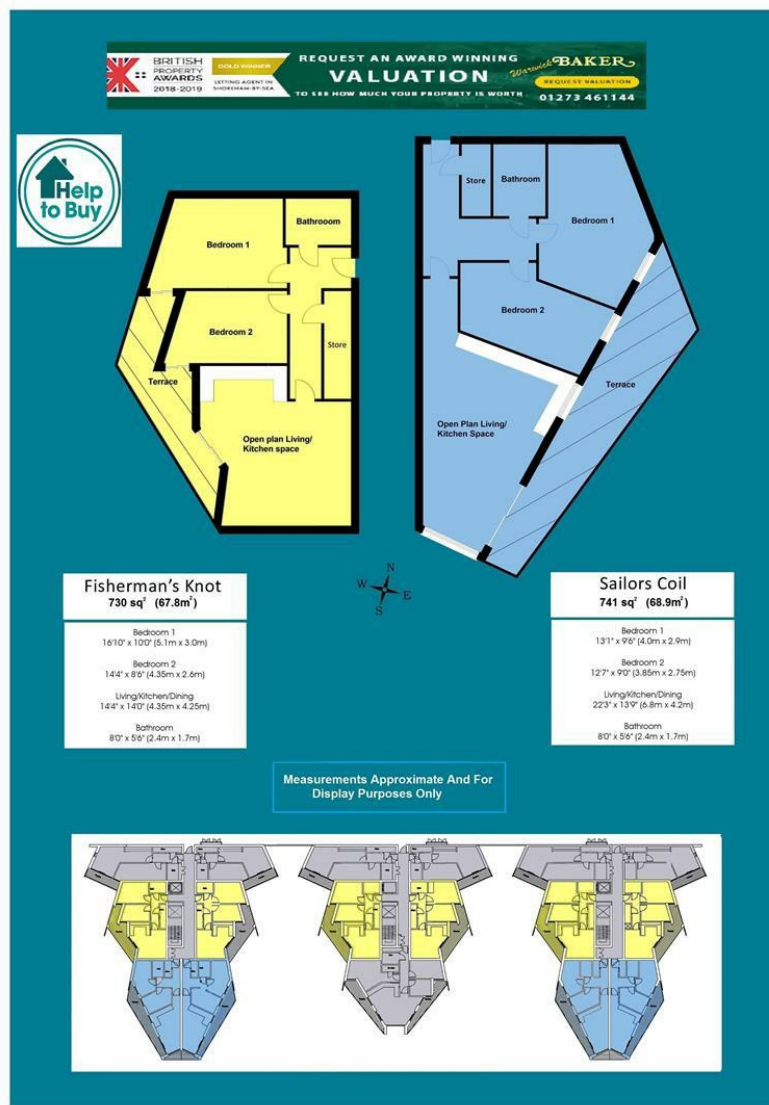 BRITISH
PROPERTY
AWARDS
2018-2019
GOLD WINNER
LETTING AGENT IN
SHOREHAM-BY-SEA
REQUEST AN AWARD WINNING
VALUATION
TO SEE HOW MUCH YOUR PROPERTY IS WORTH
Warwick BAKER
REQUEST VALUATION
01273 461144
Help
to Buy
Bedroom 1
Bathrooom
Bedroom 2
Store
Terrace
Open plan Living/
Kitchen space
Store
Bathroom
Bedroom 1
Bedroom 2
Terrace
Open Plan Living/
Kitchen Space
N
W E
S
Fisherman's Knot
730 sq² (67.8m²)
Bedroom 1
16'10" x 10'0" (5.1m x 3.0m)
Bedroom 2
14'4" x 8'6" (4.35m x 2.6m)
Living/Kitchen/Dining
14'4" x 14'0" (4.35m x 4.25m)
Bathroom
8'0" x 5'6" (2.4m x 1.7m)
Sailors Coil
741 sq² (68.9m²)
Bedroom 1
13'1" x 9'6" (4.0m x 2.9m)
Bedroom 2
12'7" x 9'0" (3.85m x 2.75m)
Living/Kitchen/Dining
22'3" x 13'9" (6.8m x 4.2m)
Bathroom
8'0" x 5'6" (2.4m x 1.7m)
Measurements Approximate And For
Display Purposes Only